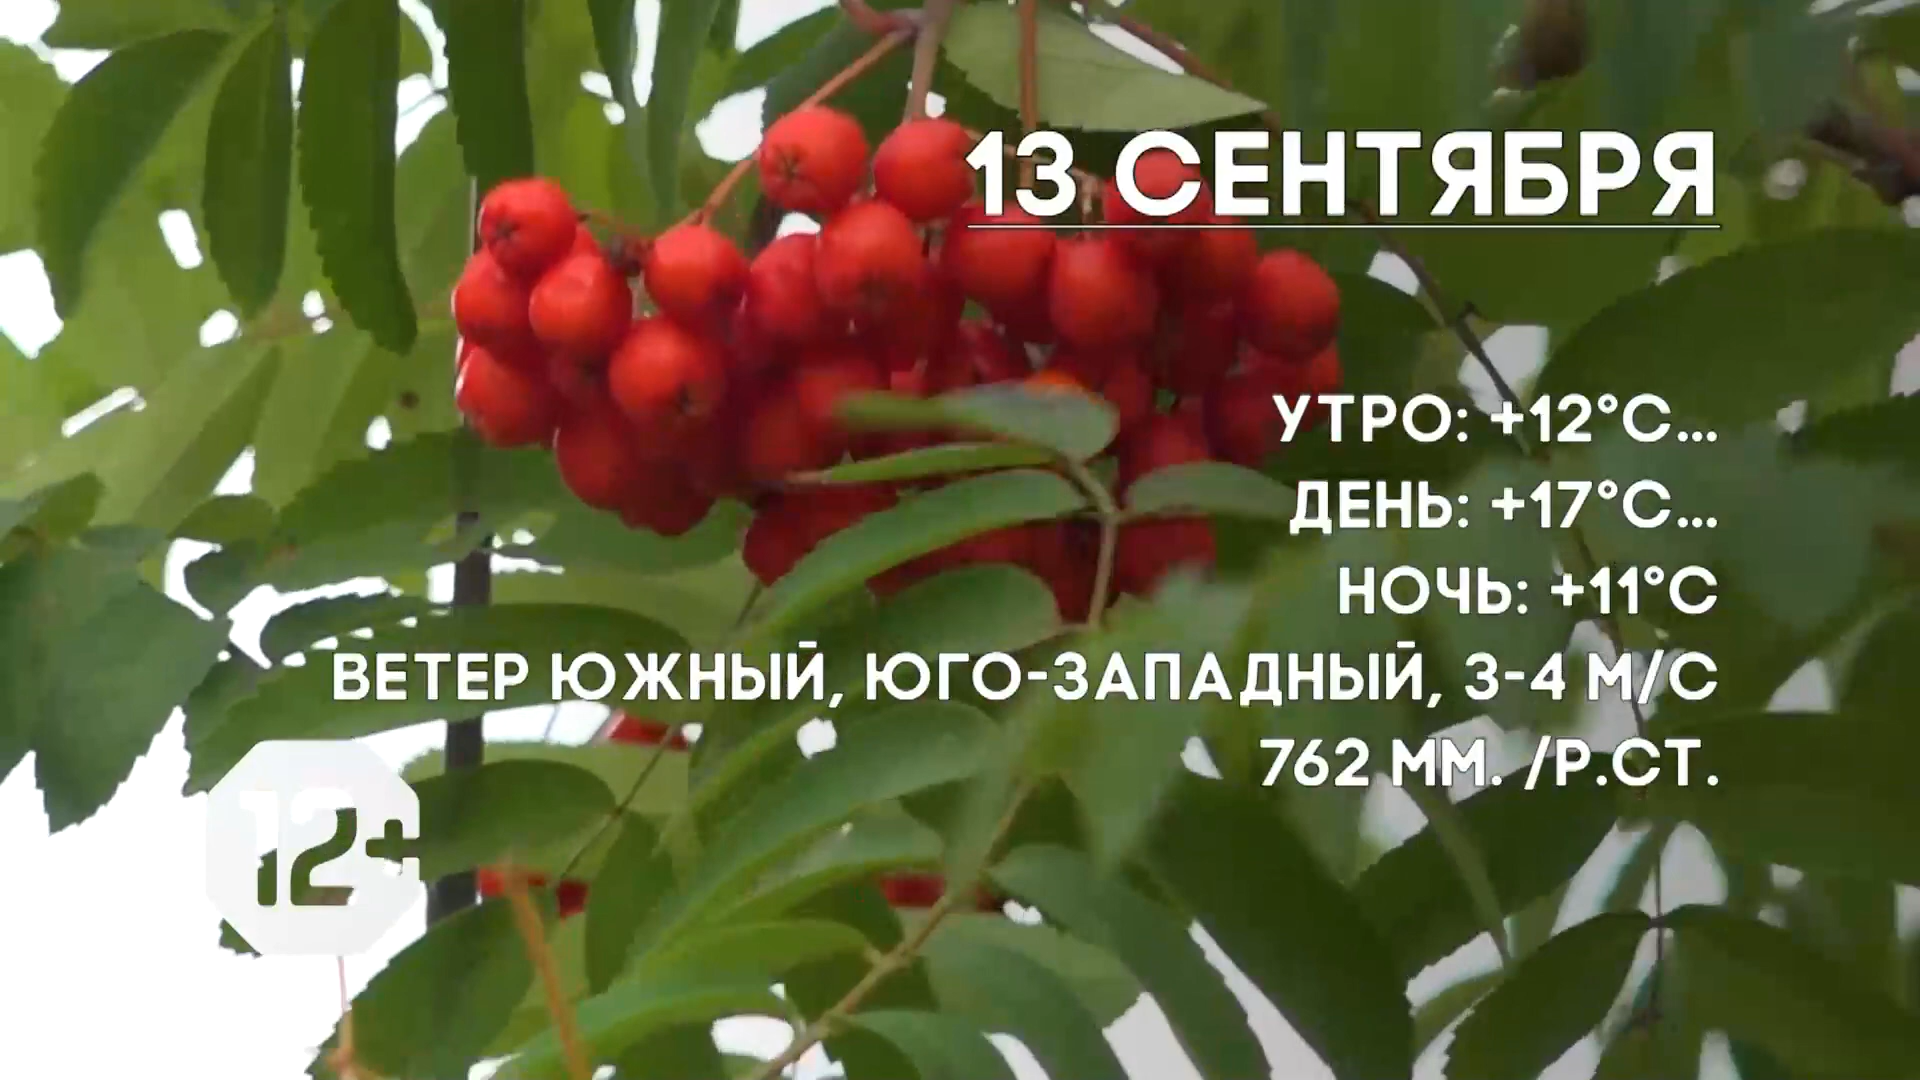 13 СЕНТЯБРЯ
УТРО: +12°С...
ДЕНЬ: +17°С...
НОЧЬ: +11°С
ВЕТЕР ЮЖНЫЙ, ЮГО-ЗАПАДНЫЙ, 3-4 М/С
762 ММ. /Р.СТ.
12+